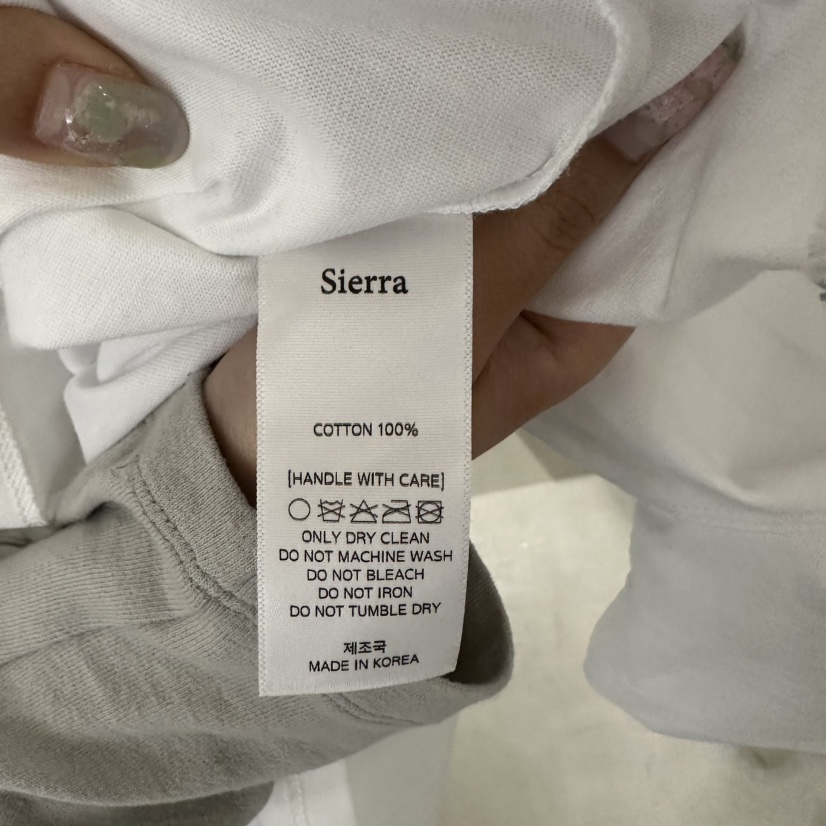 Sierra
COTTON 100%
[HANDLE WITH CARE]
ONLY DRY CLEAN
DO NOT MACHINE WASH
DO NOT BLEACH
DO NOT IRON
DO NOT TUMBLE DRY
제조국
MADE IN KOREA